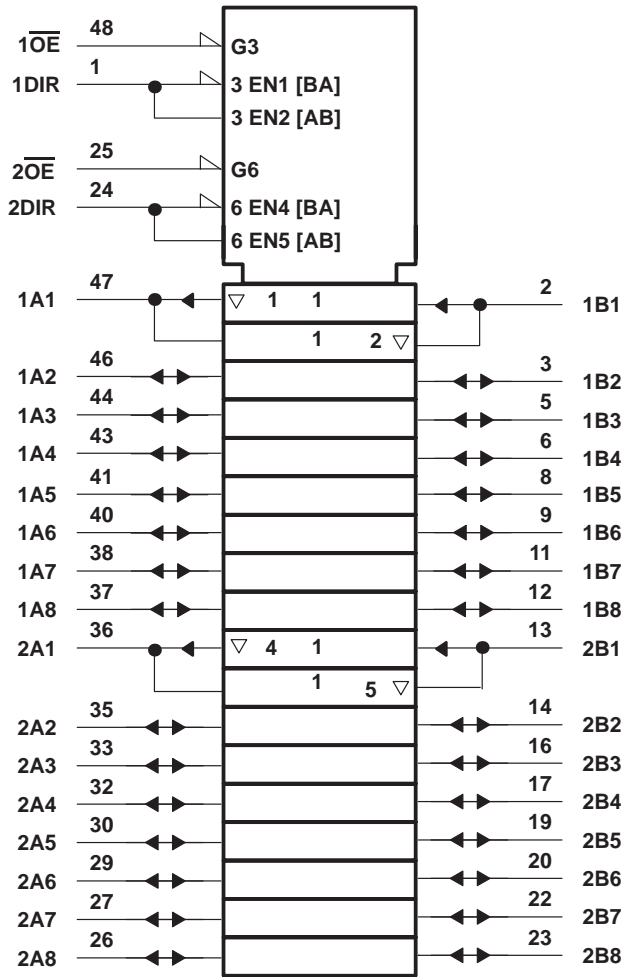 48
1O̅E̅ G3
1
1DIR 3 EN1 [BA]
3 EN2 [AB]
25
2O̅E̅ G6
24
2DIR 6 EN4 [BA]
6 EN5 [AB]
47 2
1A1 ▽ 1 1 1B1
1 2 ▽
46 3
1A2 1B2
44 5
1A3 1B3
43 6
1A4 1B4
41 8
1A5 1B5
40 9
1A6 1B6
38 11
1A7 1B7
37 12
1A8 1B8
36 13
2A1 ▽ 4 1 2B1
1 5 ▽
35 14
2A2 2B2
33 16
2A3 2B3
32 17
2A4 2B4
30 19
2A5 2B5
29 20
2A6 2B6
27 22
2A7 2B7
26 23
2A8 2B8